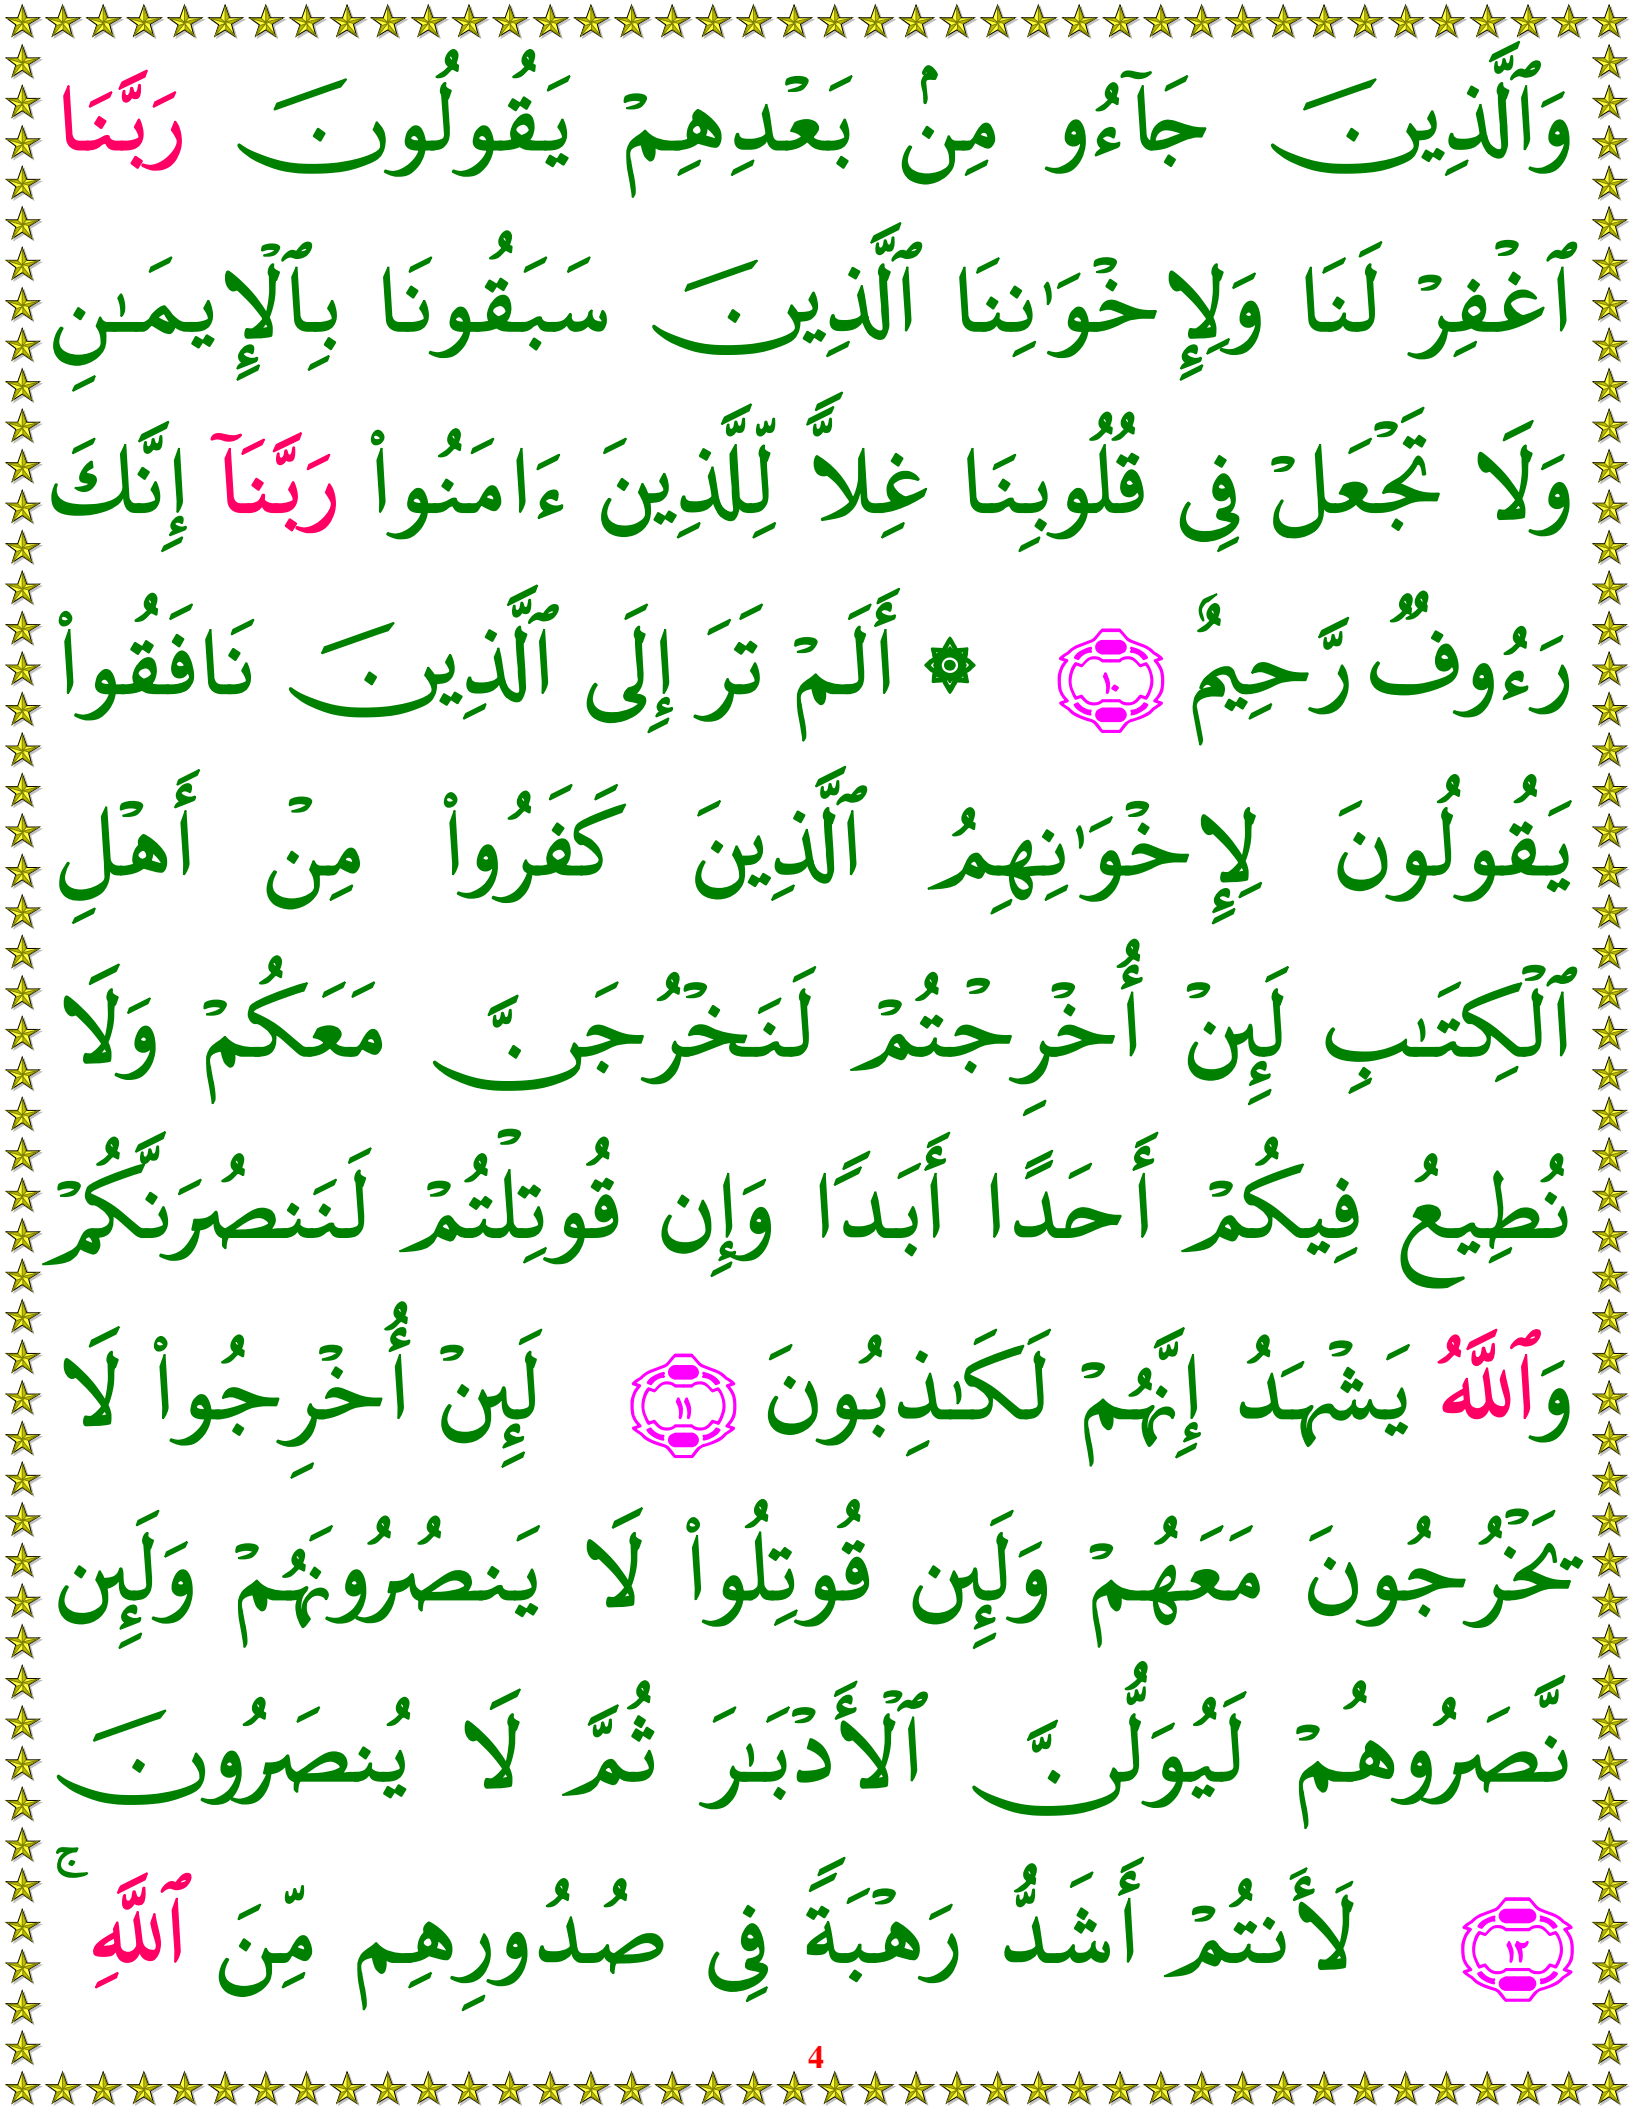 وَٱلَّذِينَ جَآءُو مِنۢ بَعْدِهِمْ يَقُولُونَ رَبَّنَا
ٱغْفِرْ لَنَا وَلِإِخْوَٰنِنَا ٱلَّذِينَ سَبَقُونَا بِٱلْإِيمَـٰنِ
وَلَا تَجْعَلْ فِى قُلُوبِنَا غِلاًّ لِّلَّذِينَ ءَامَنُوا۟ رَبَّنَآ إِنَّكَ
رَءُوفٌ رَّحِيمٌ ١٠ ۞ أَلَمْ تَرَ إِلَى ٱلَّذِينَ نَافَقُوا۟
يَقُولُونَ لِإِخْوَٰنِهِمُ ٱلَّذِينَ كَفَرُوا۟ مِنْ أَهْلِ
ٱلْكِتَـٰبِ لَئِنْ أُخْرِجْتُمْ لَنَخْرُجَنَّ مَعَكُمْ وَلَا
نُطِيعُ فِيكُمْ أَحَدًا أَبَدًا وَإِن قُوتِلْتُمْ لَنَنصُرَنَّكُمْ
وَٱللَّهُ يَشْهَدُ إِنَّهُمْ لَكَـٰذِبُونَ ١١ لَئِنْ أُخْرِجُوا۟ لَا
يَخْرُجُونَ مَعَهُمْ وَلَئِن قُوتِلُوا۟ لَا يَنصُرُونَهُمْ وَلَئِن
نَّصَرُوهُمْ لَيُوَلُّنَّ ٱلْأَدْبَـٰرَ ثُمَّ لَا يُنصَرُونَ
١٢ لَأَنتُمْ أَشَدُّ رَهْبَةً فِى صُدُورِهِم مِّنَ ٱللَّهِ ۚ
4